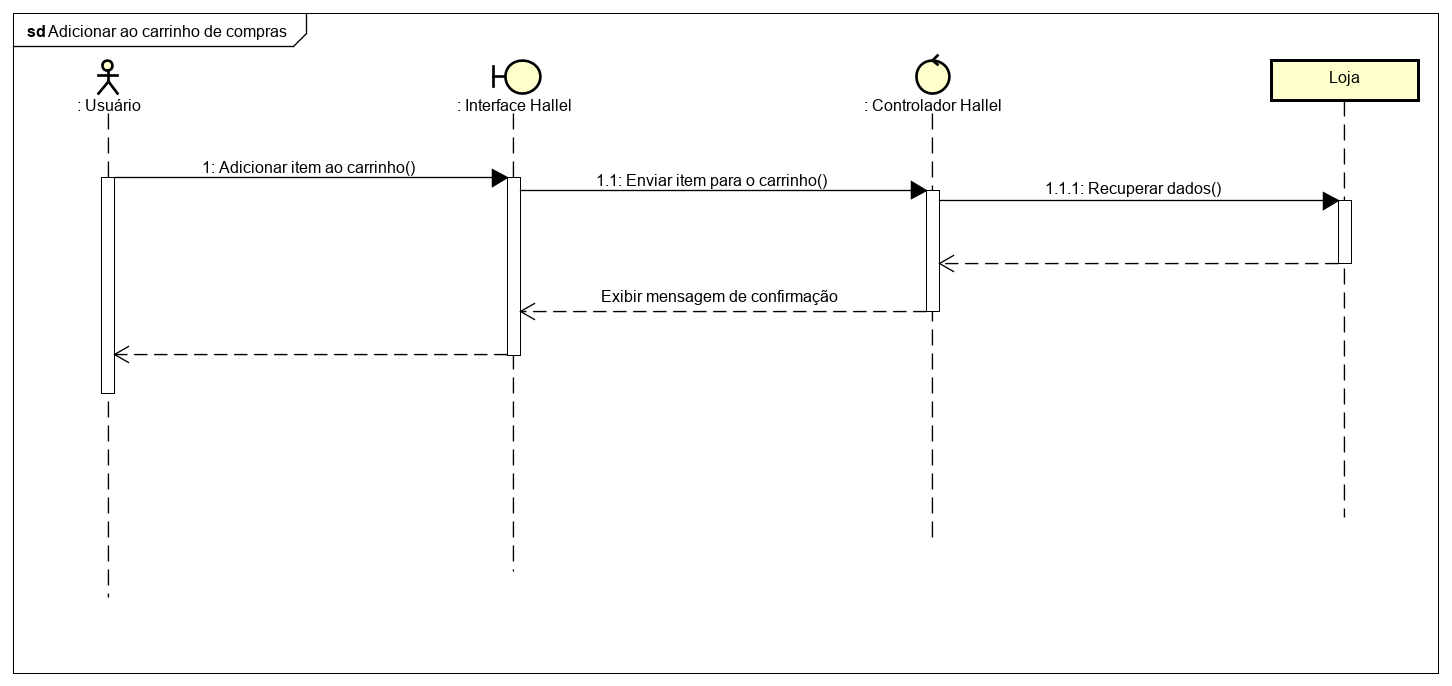 sd Adicionar ao carrinho de compras
: Usuário
: Interface Hallel
: Controlador Hallel
Loja
1: Adicionar item ao carrinho()
1.1: Enviar item para o carrinho()
1.1.1: Recuperar dados()
Exibir mensagem de confirmação